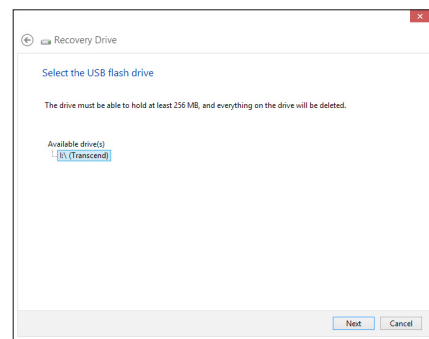 Recovery Drive
Select the USB flash drive
The drive must be able to hold at least 256 MB, and everything on the drive will be deleted.
Available drive(s)
I:\ (Transcend)
Next Cancel